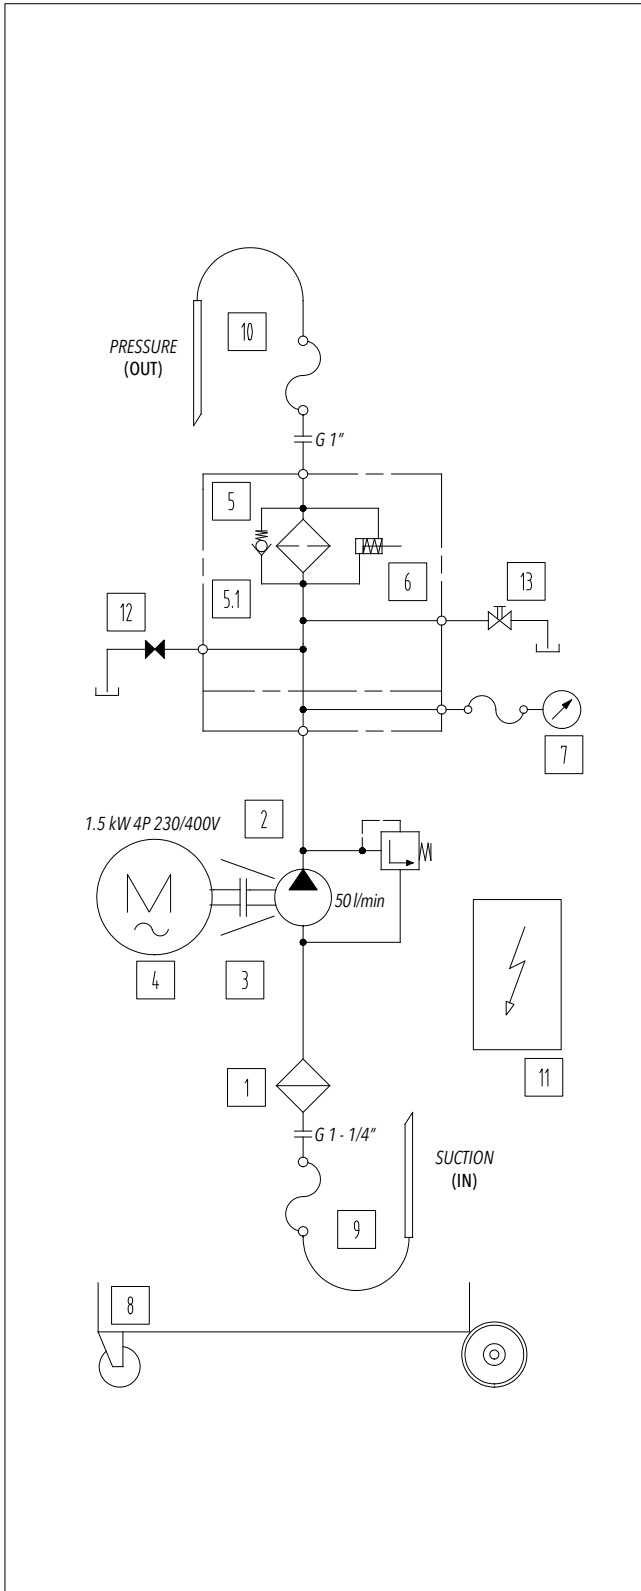 10
PRESSURE
(OUT)
G 1"
5
6
13
5.1
12
7
2
1.5 kW 4P 230/400V
M
50 l/min
4
3
11
1
G 1 - 1/4"
SUCTION
(IN)
9
8